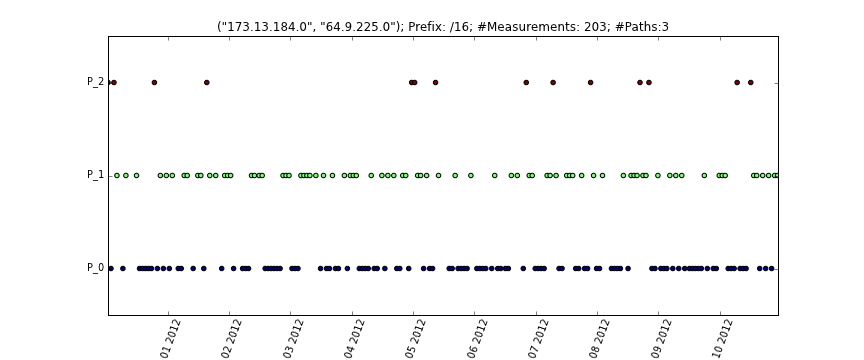 ("173.13.184.0", "64.9.225.0"); Prefix: /16; #Measurements: 203; #Paths:3
P_2
P_1
P_0
01 2012
02 2012
03 2012
04 2012
05 2012
06 2012
07 2012
08 2012
09 2012
10 2012